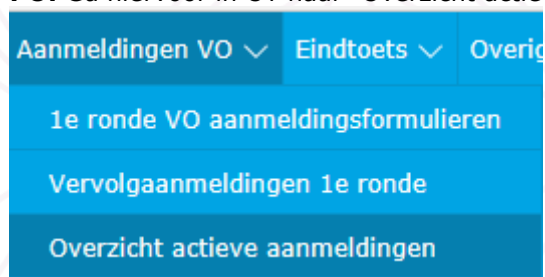 Aanmeldingen VO Eindtoets
1e ronde VO aanmeldingsformulieren
Vervolgaanmeldingen 1e ronde
Overzicht actieve aanmeldingen